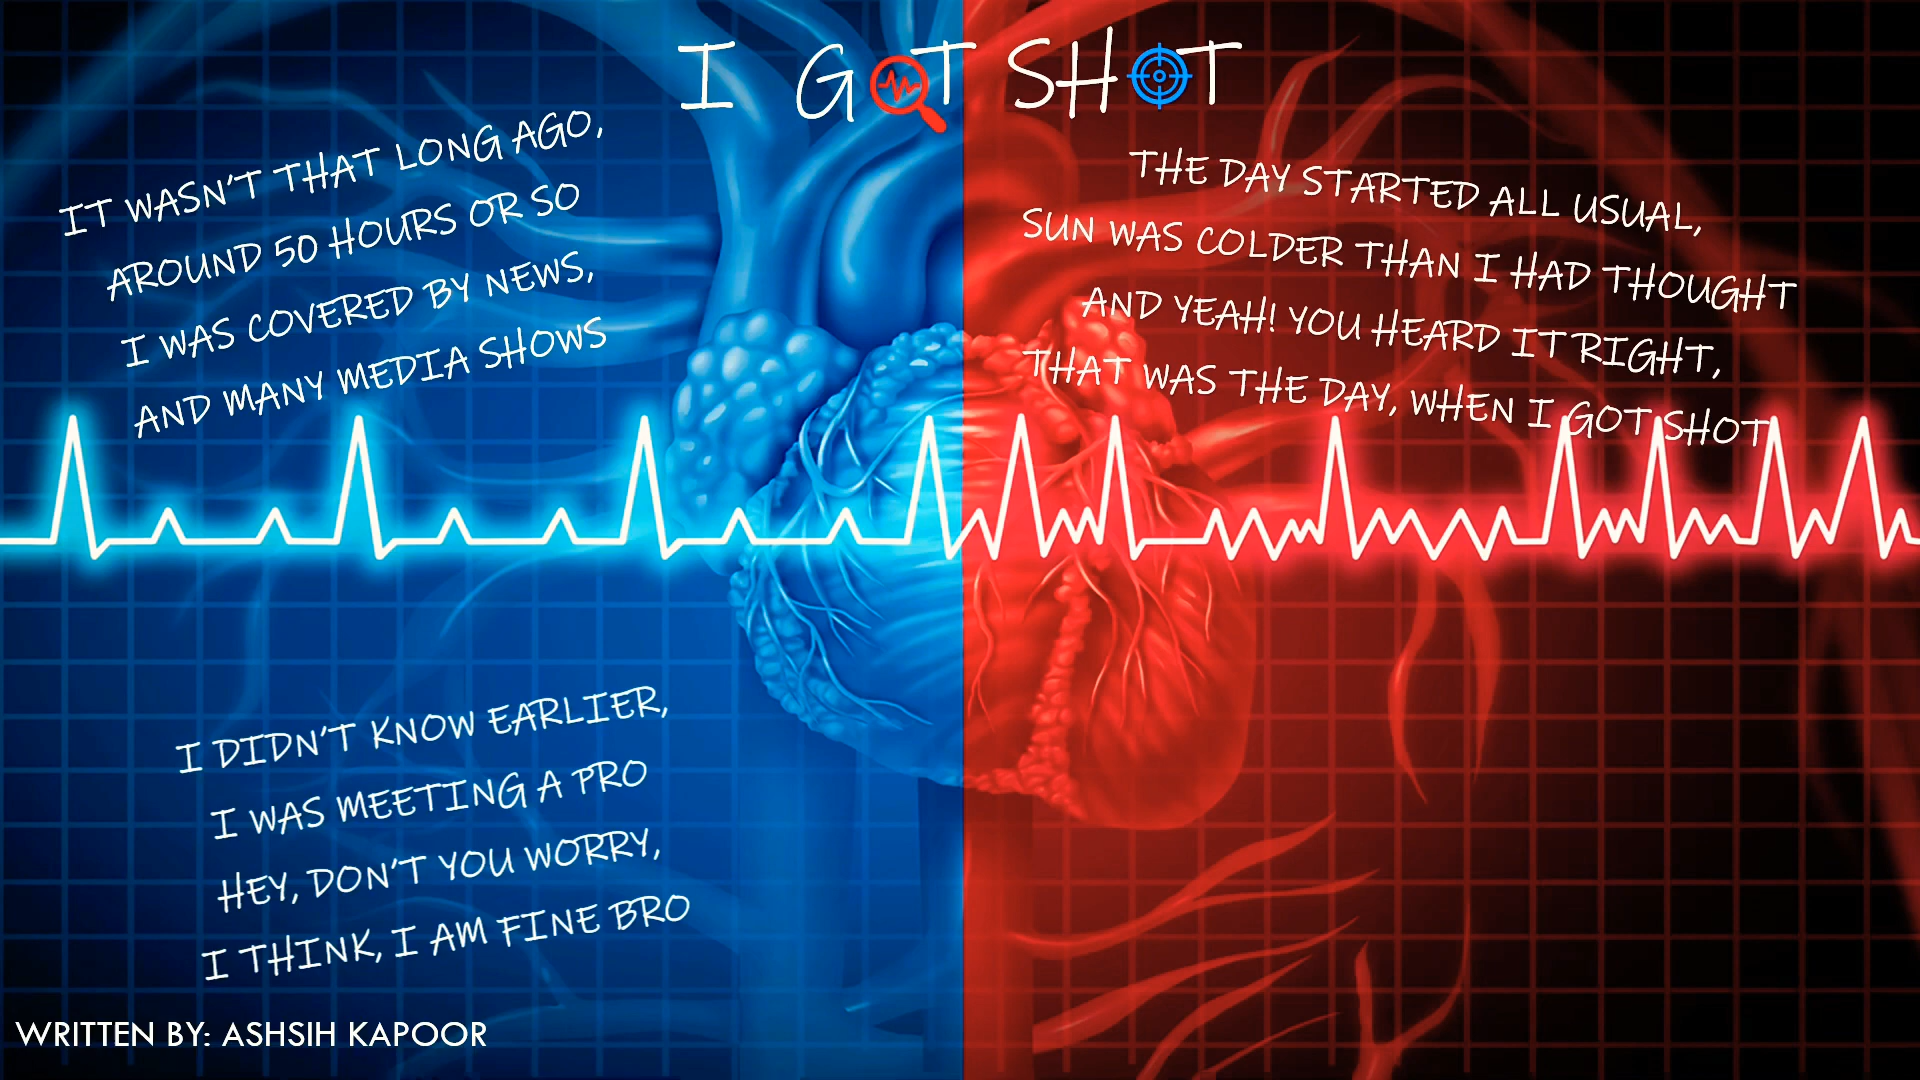 I GOT SHOT
IT WASN'T THAT LONG AGO,
AROUND 50 HOURS OR SO
I WAS COVERED BY NEWS,
AND MANY MEDIA SHOWS
THE DAY STARTED ALL USUAL,
SUN WAS COLDER THAN I HAD THOUGHT
AND YEAH! YOU HEARD IT RIGHT,
THAT WAS THE DAY, WHEN I GOT SHOT
I DIDN'T KNOW EARLIER,
I WAS MEETING A PRO
HEY, DON'T YOU WORRY,
I THINK, I AM FINE BRO
WRITTEN BY: ASHSIH KAPOOR